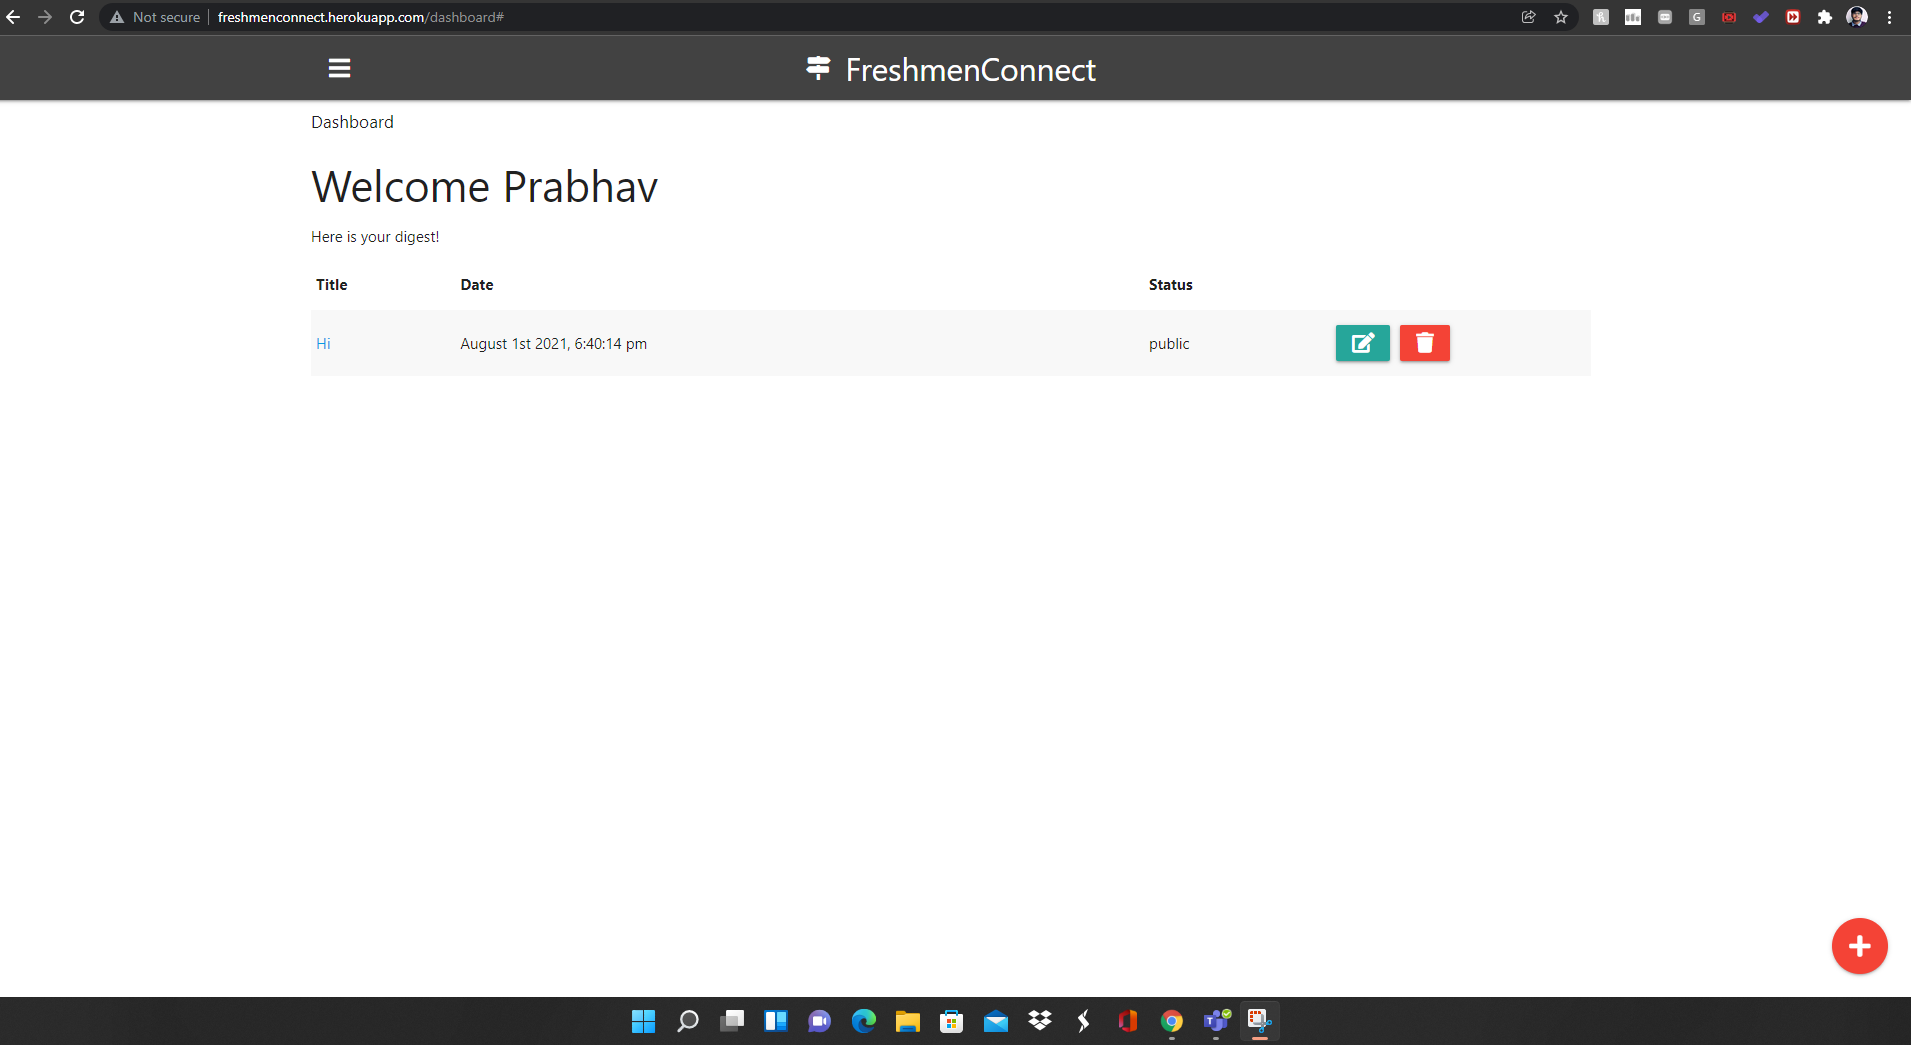 Not secure freshmenconnect.herokuapp.com/dashboard#
FreshmenConnect
Dashboard
Welcome Prabhav
Here is your digest!
Title Date Status
Hi August 1st 2021, 6:40:14 pm public